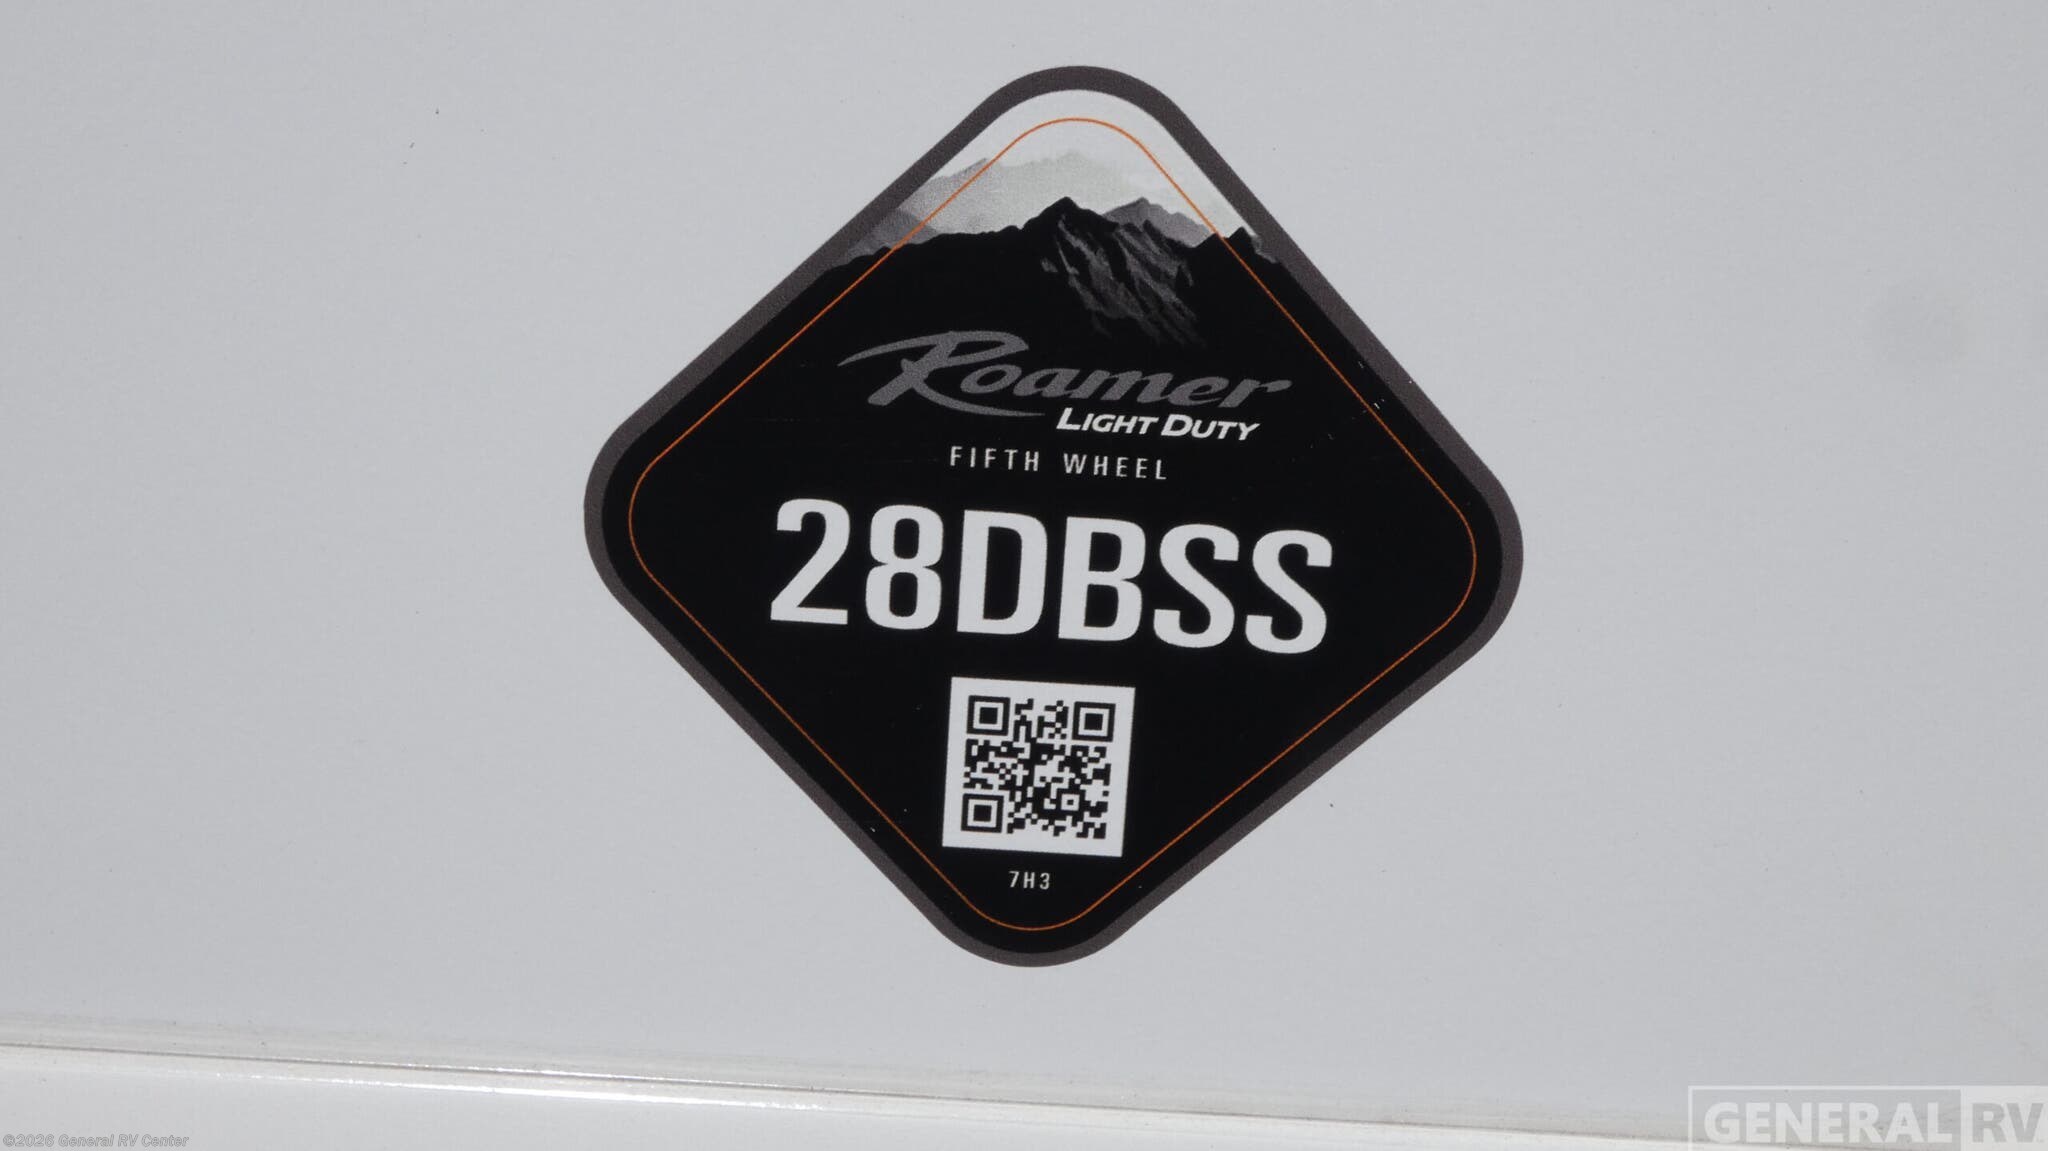 Roamer
LIGHT DUTY
FIFTH WHEEL
28DBSS
7H3
©2026 General RV Center
GENERAL RV